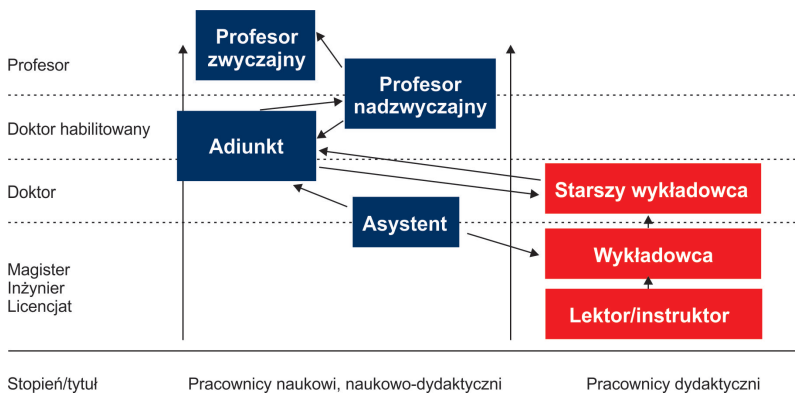 Profesor
zwyczajny
Profesor
Profesor
nadzwyczajny
Doktor habilitowany
Adiunkt
Doktor
Starszy wykładowca
Asystent
Wykładowca
Magister
Inżynier
Licencjat
Lektor/instruktor
Stopień/tytuł
Pracownicy naukowi, naukowo-dydaktyczni
Pracownicy dydaktyczni